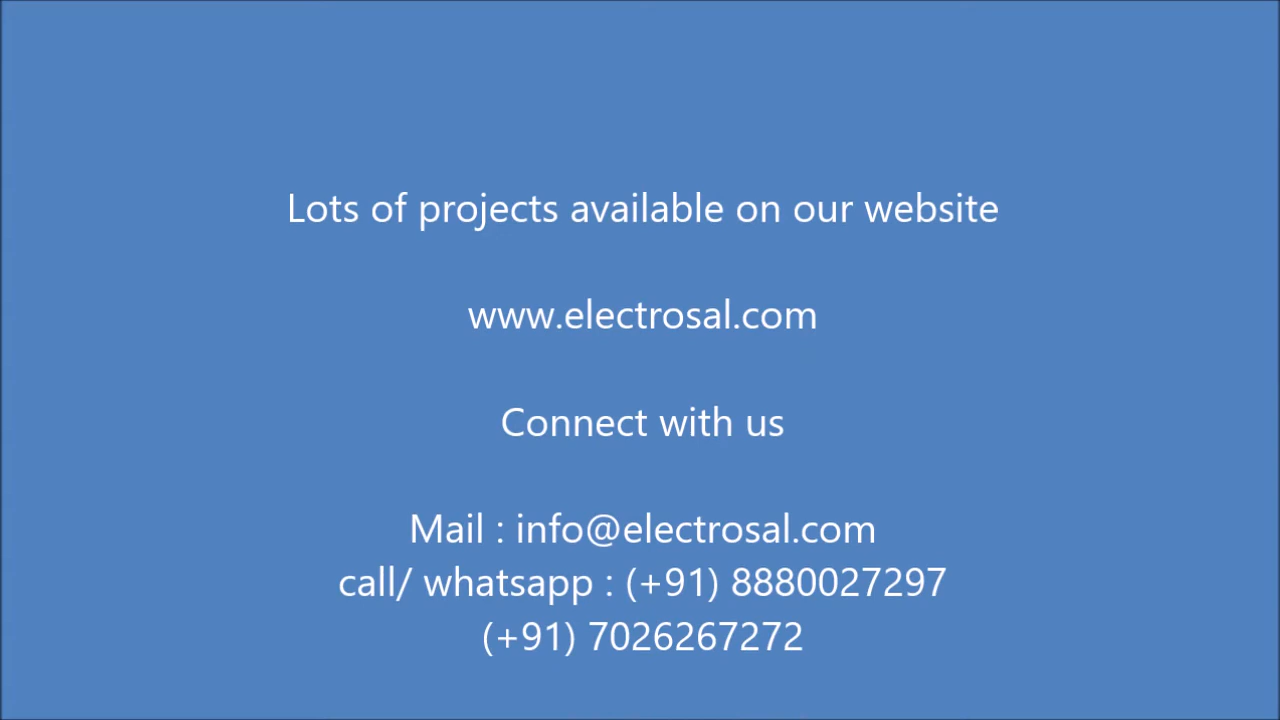 Lots of projects available on our website
www.electrosal.com
Connect with us
Mail : info@electrosal.com
call/ whatsapp : (+91) 8880027297
(+91) 7026267272